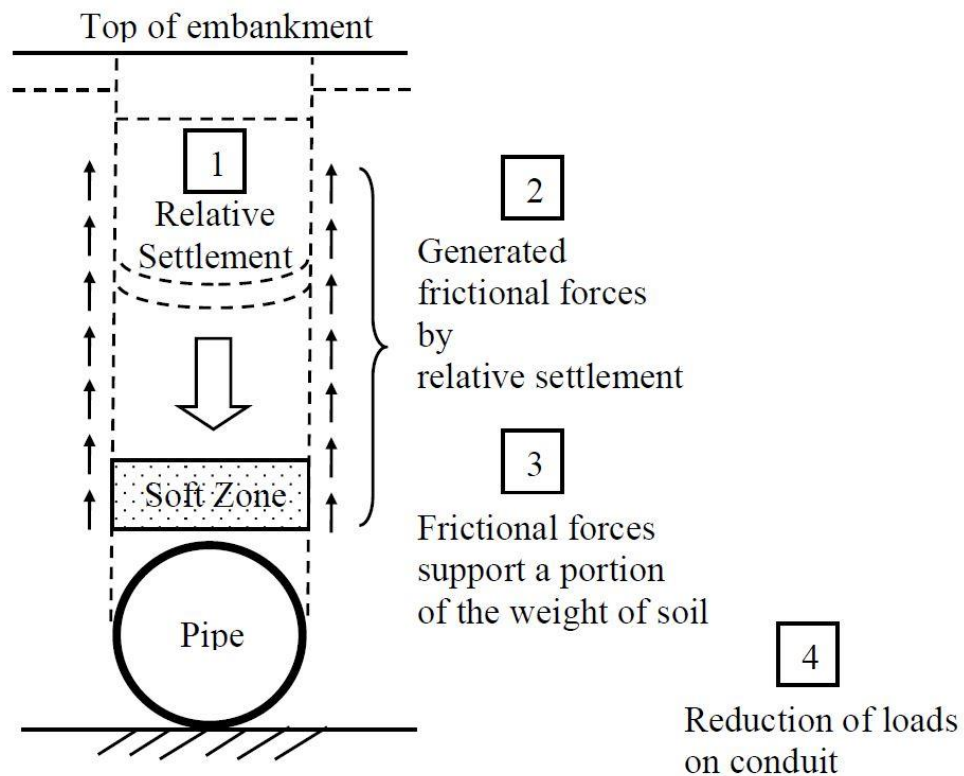 Top of embankment
1
Relative
Settlement
2
Generated
frictional forces
by
relative settlement
3
Soft Zone
Frictional forces
support a portion
of the weight of soil
Pipe
4
Reduction of loads
on conduit